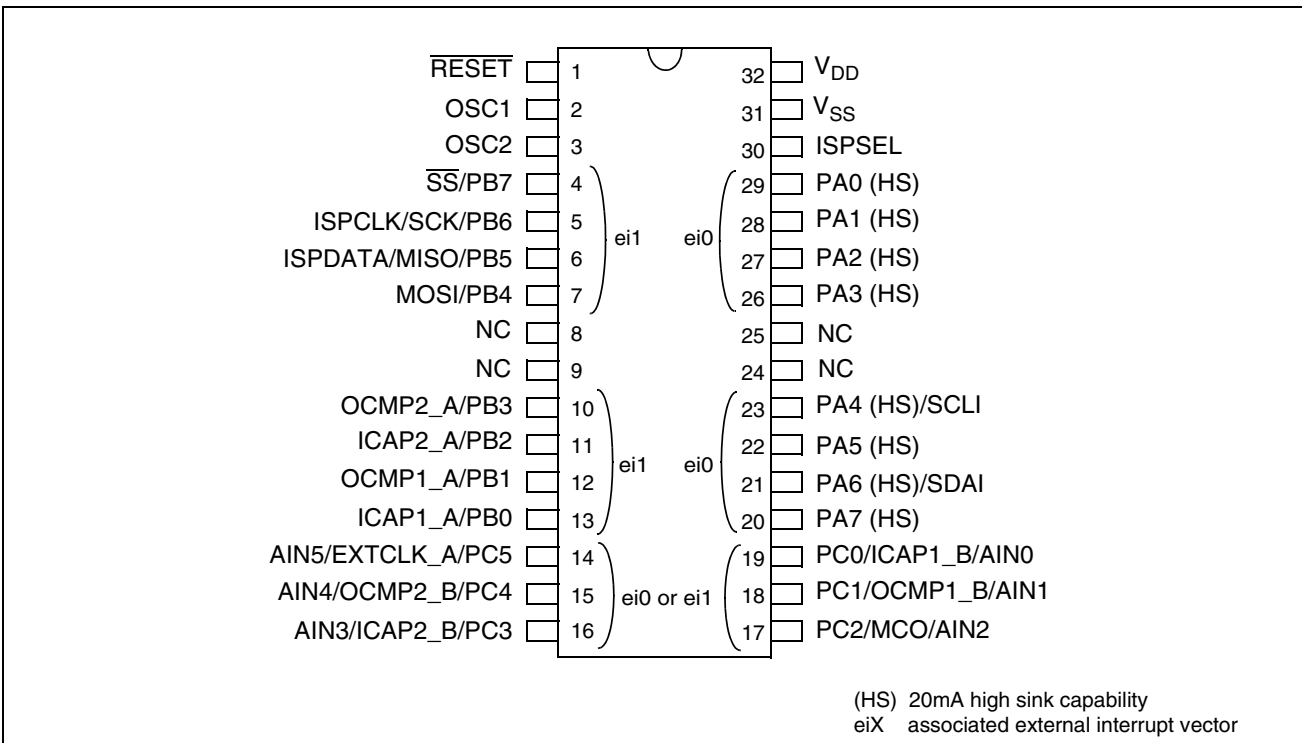 RESET 1 32 VDD
OSC1 2 31 VSS
OSC2 3 30 ISPSEL
SS/PB7 4 29 PA0 (HS)
ISPCLK/SCK/PB6 5 28 PA1 (HS)
ei1 ei0
ISPDATA/MISO/PB5 6 27 PA2 (HS)
MOSI/PB4 7 26 PA3 (HS)
NC 8 25 NC
NC 9 24 NC
OCMP2_A/PB3 10 23 PA4 (HS)/SCLI
ICAP2_A/PB2 11 22 PA5 (HS)
ei1 ei0
OCMP1_A/PB1 12 21 PA6 (HS)/SDAI
ICAP1_A/PB0 13 20 PA7 (HS)
AIN5/EXTCLK_A/PC5 14 19 PC0/ICAP1_B/AIN0
AIN4/OCMP2_B/PC4 15 ei0 or ei1 18 PC1/OCMP1_B/AIN1
AIN3/ICAP2_B/PC3 16 17 PC2/MCO/AIN2
(HS) 20mA high sink capability
eiX associated external interrupt vector